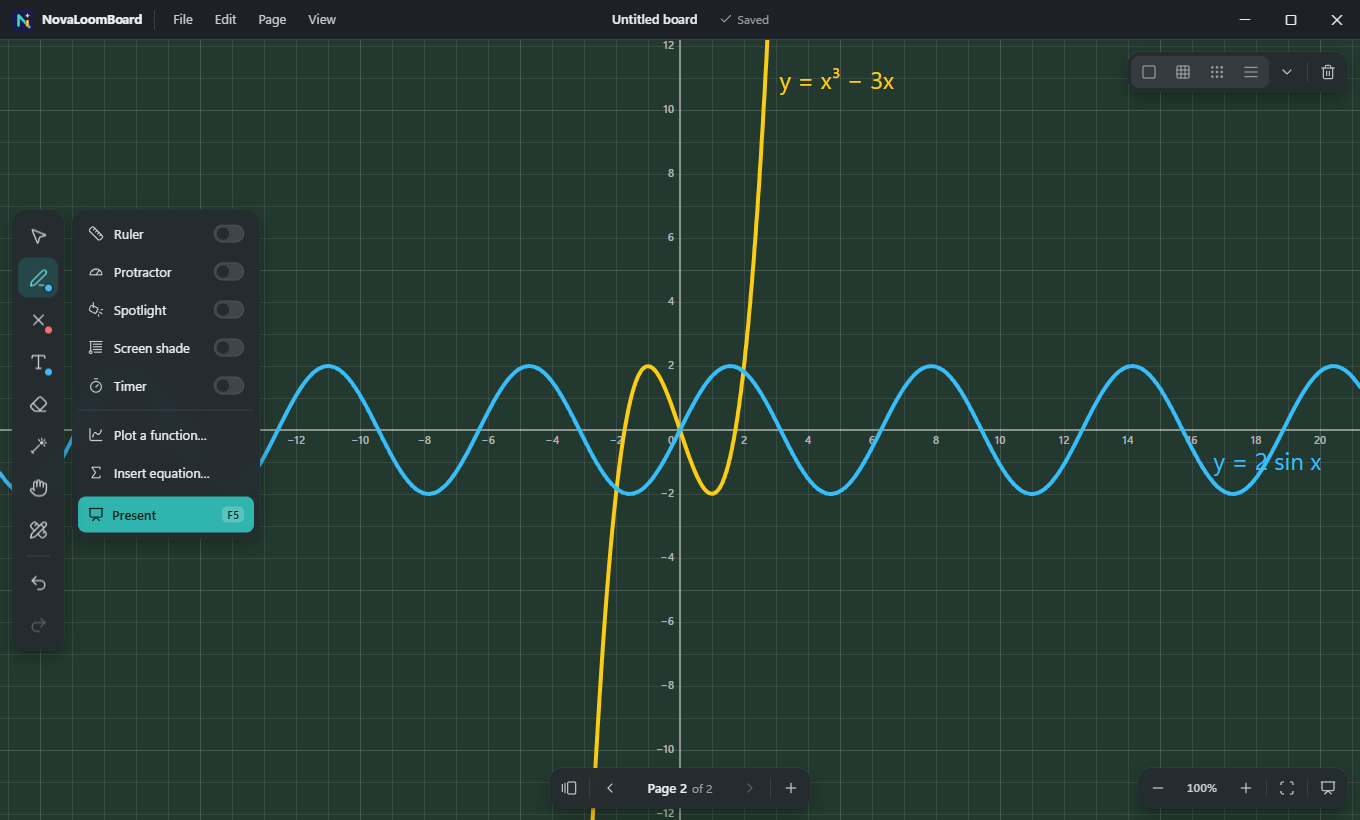 NovaLoomBoard File Edit Page View Untitled board Saved
12
y = x³ − 3x
10
8
6
4
2
−12 −10 −8 −6 −4 −2 0 2 4 6 8 10 12 14 16 18 20
y = 2 sin x
−2
−4
−6
−8
−10
−12
Ruler
Protractor
Spotlight
Screen shade
Timer
Plot a function...
Insert equation...
Present F5
T
Page 2 of 2
100%